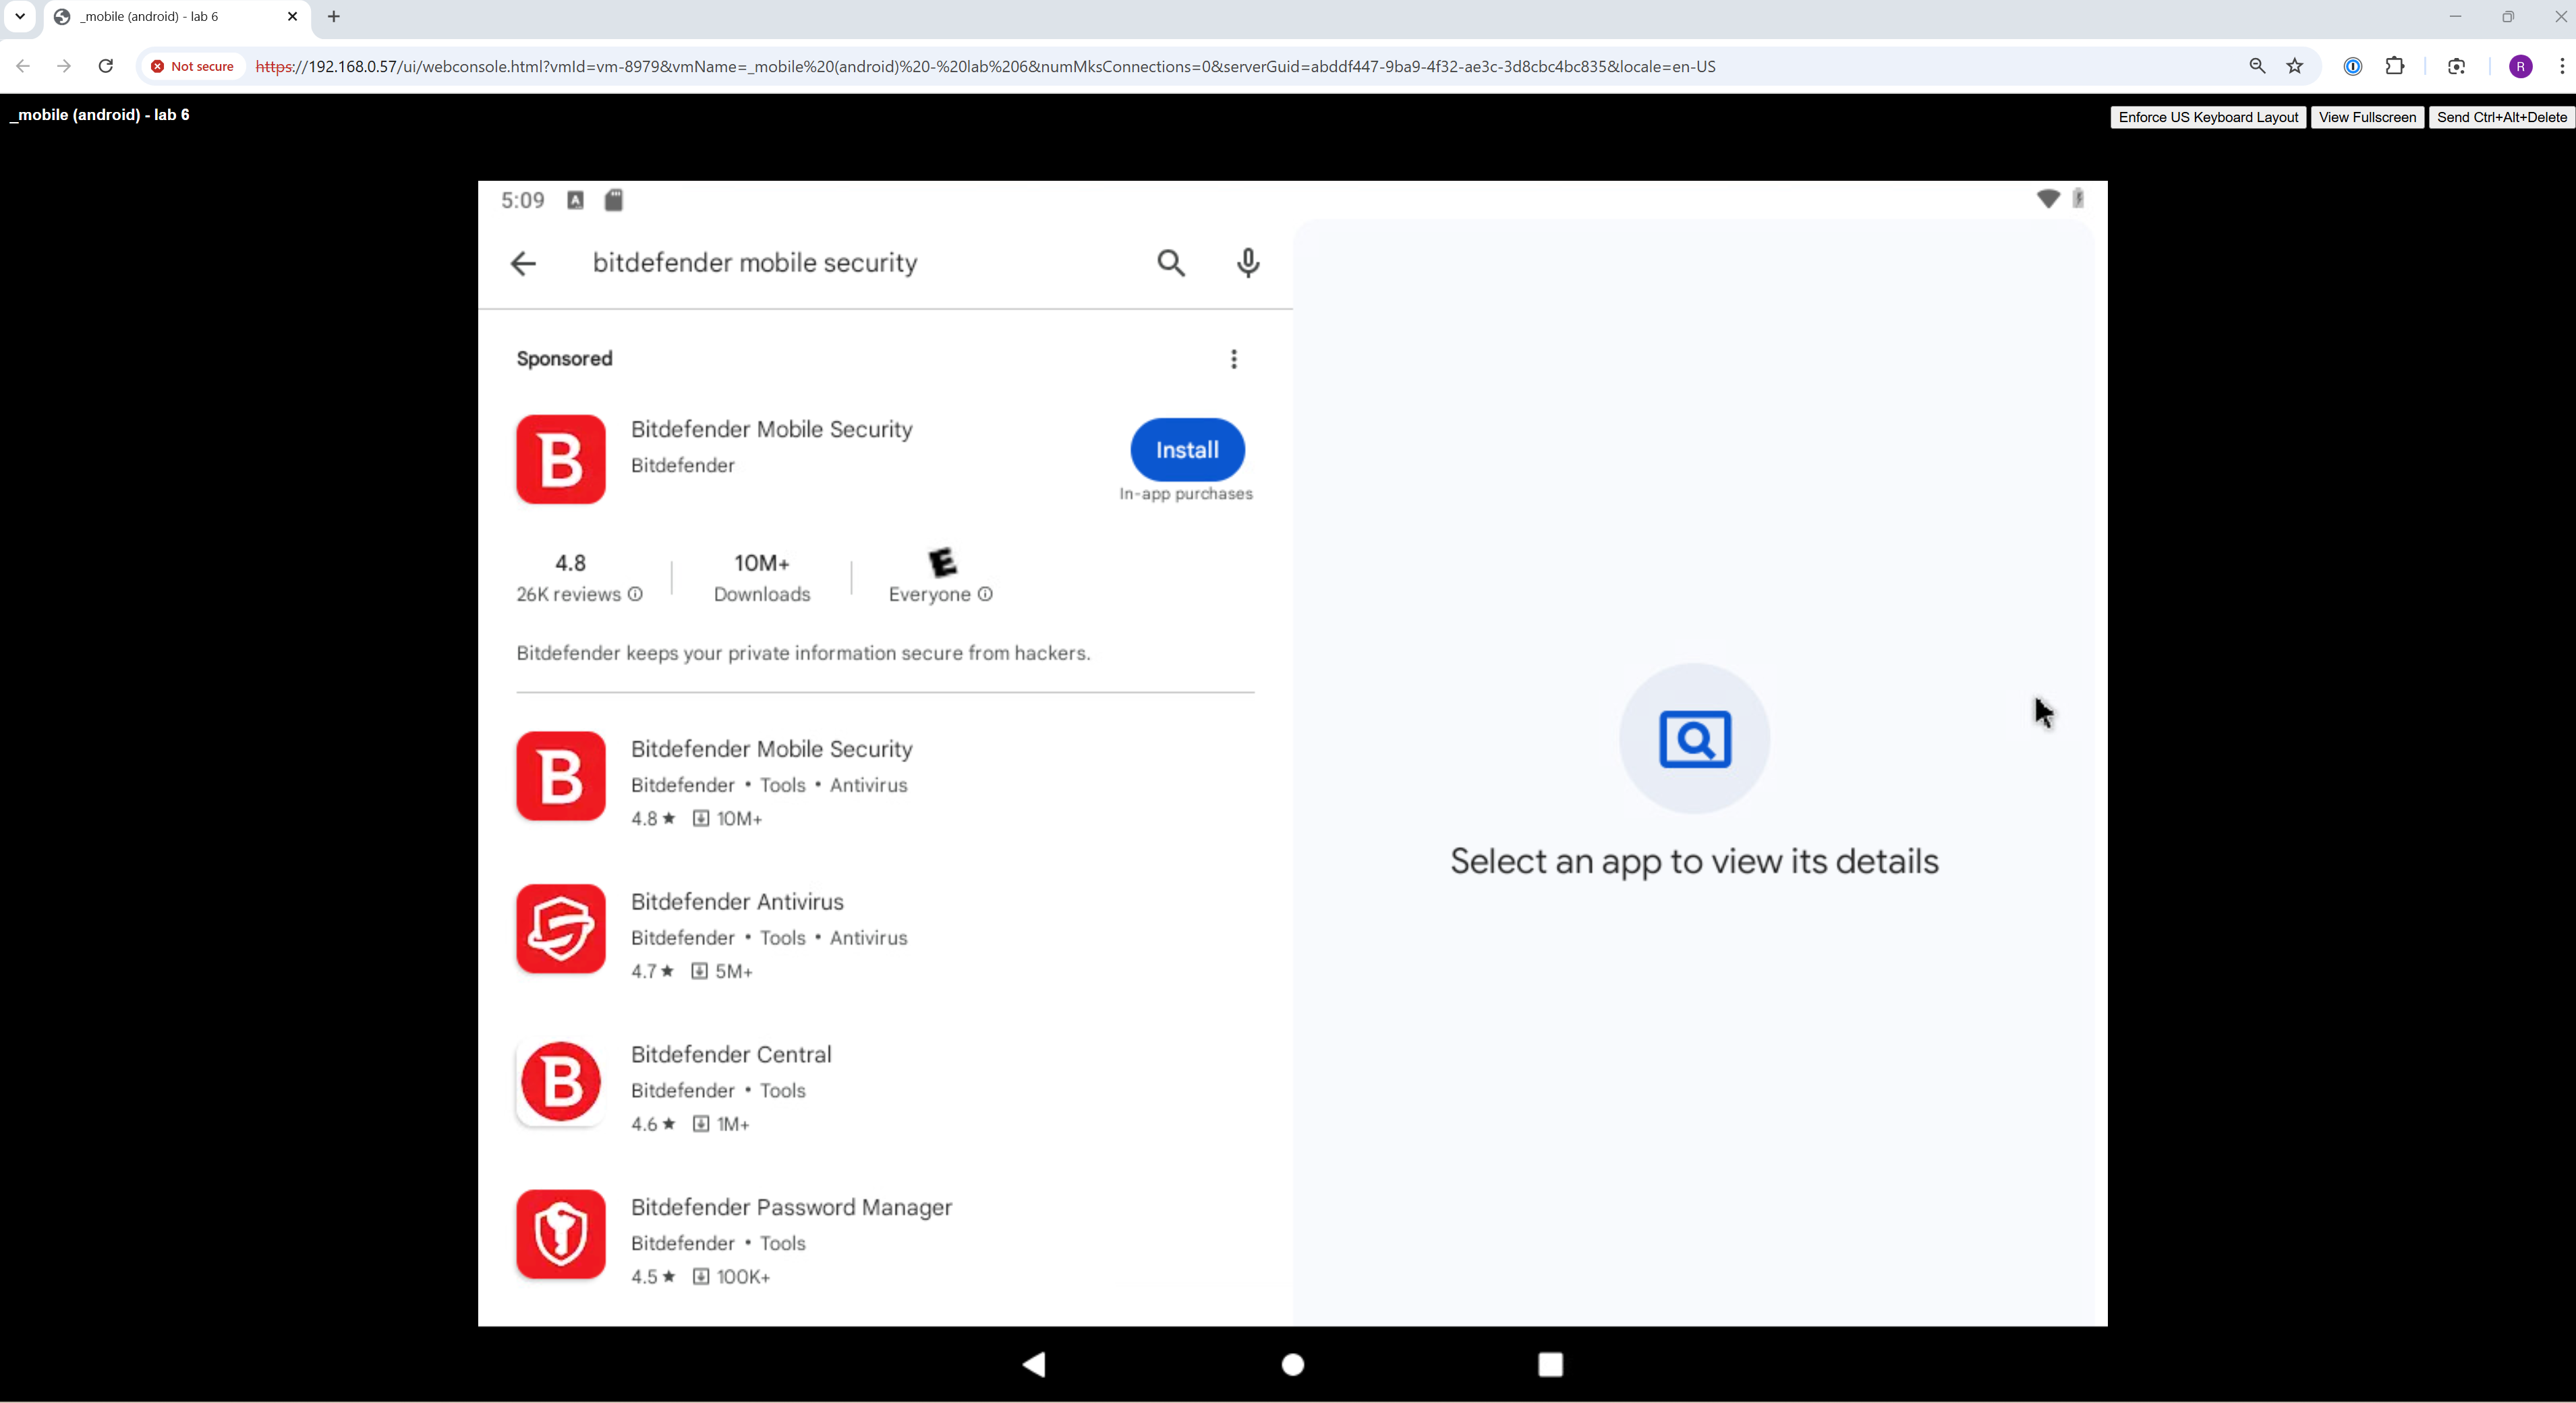 _mobile (android) - lab 6
Not secure
https://192.168.0.57/ui/webconsole.html?vmId=vm-8979&vmName=_mobile%20(android)%20-%20lab%206&numMksConnections=0&serverGuid=abddf447-9ba9-4f32-ae3c-3d8cbc4bc835&locale=en-US
R
_mobile (android) - lab 6
Enforce US Keyboard Layout
View Fullscreen
Send Ctrl+Alt+Delete
5:09
A
bitdefender mobile security
Sponsored
B
Bitdefender Mobile Security
Bitdefender
Install
In-app purchases
4.8
26K reviews
10M+
Downloads
E
Everyone
Bitdefender keeps your private information secure from hackers.
B
Bitdefender Mobile Security
Bitdefender • Tools • Antivirus
4.8★ 10M+
Bitdefender Antivirus
Bitdefender • Tools • Antivirus
4.7★ 5M+
B
Bitdefender Central
Bitdefender • Tools
4.6★ 1M+
Bitdefender Password Manager
Bitdefender • Tools
4.5★ 100K+
Select an app to view its details